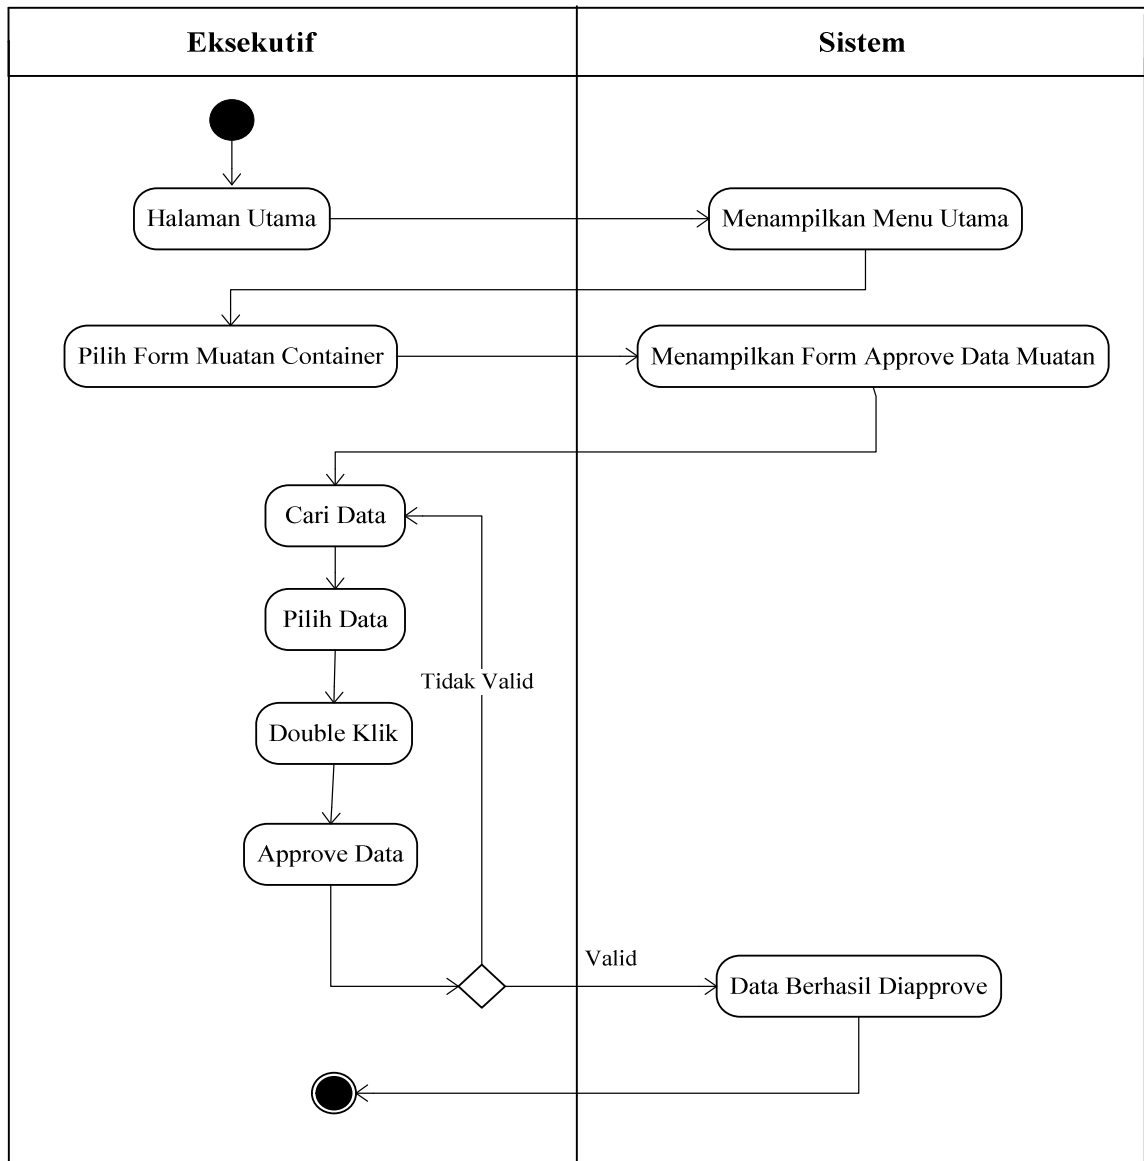 Eksekutif
Sistem
Halaman Utama
Menampilkan Menu Utama
Pilih Form Muatan Container
Menampilkan Form Approve Data Muatan
Cari Data
Pilih Data
Tidak Valid
Double Klik
Approve Data
Valid
Data Berhasil Diapprove